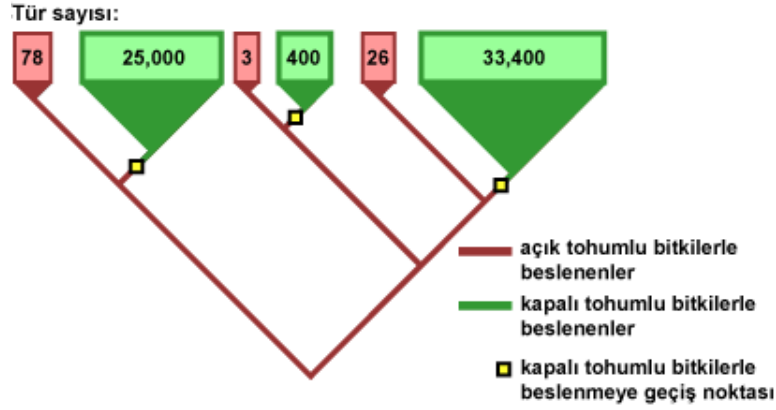 Tür sayısı:
78
25,000
3
400
26
33,400
açık tohumlu bitkilerle
beslenenler
kapalı tohumlu bitkilerle
beslenenler
kapalı tohumlu bitkilerle
beslenmeye geçiş noktası